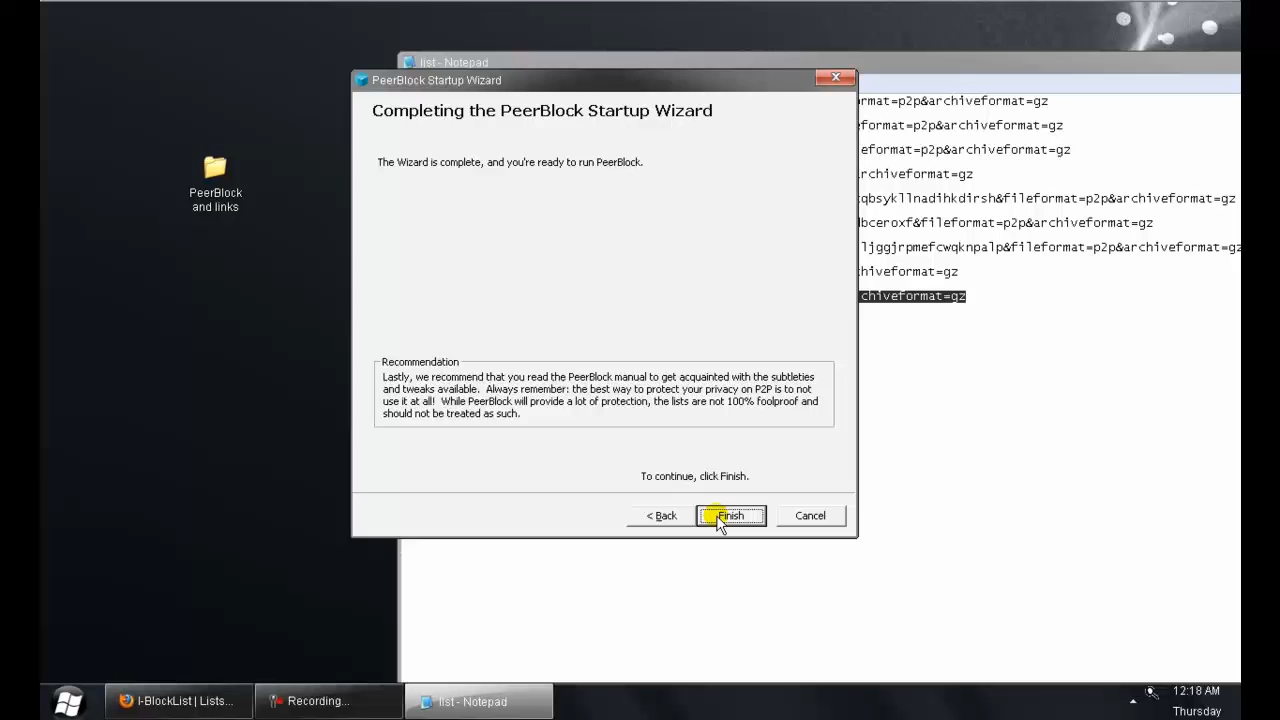 list - Notepad
PeerBlock Startup Wizard
Completing the PeerBlock Startup Wizard
The Wizard is complete, and you're ready to run PeerBlock.
rmat=p2p&archiveformat=gz
format=p2p&archiveformat=gz
eformat=p2p&archiveformat=gz
rchiveformat=gz
qbsykllnadihkdirsh&fileformat=p2p&archiveformat=gz
bceroxf&fileformat=p2p&archiveformat=gz
ljggjrpmefcwqknpalp&fileformat=p2p&archiveformat=gz
chiveformat=gz
chiveformat=gz
PeerBlock
and links
Recommendation
Lastly, we recommend that you read the PeerBlock manual to get acquainted with the subtleties
and tweaks available. Always remember: the best way to protect your privacy on P2P is to not
use it at all! While PeerBlock will provide a lot of protection, the lists are not 100% foolproof and
should not be treated as such.
To continue, click Finish.
< Back
Finish
Cancel
I-BlockList | Lists...
Recording...
list - Notepad
12:18 AM
Thursday